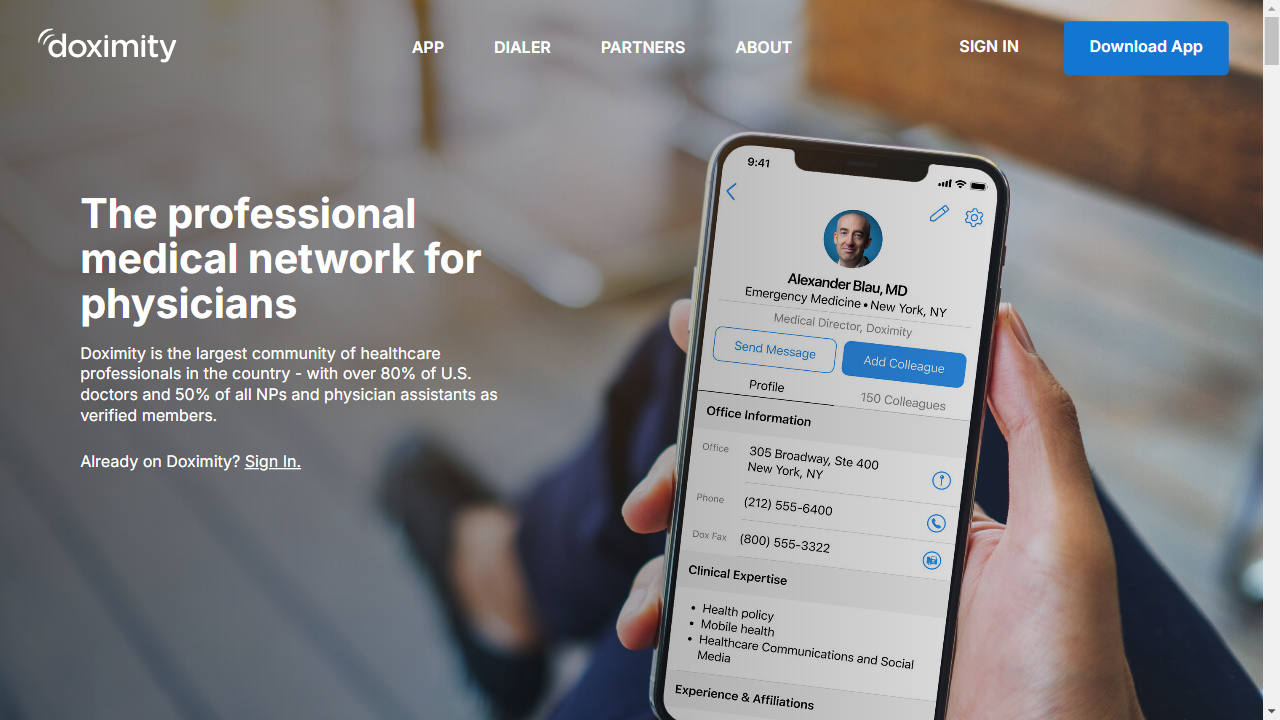 doximity
APP
DIALER
PARTNERS
ABOUT
SIGN IN
Download App
The professional
medical network for
physicians
Doximity is the largest community of healthcare
professionals in the country - with over 80% of U.S.
doctors and 50% of all NPs and physician assistants as
verified members.
Already on Doximity? Sign In.
9:41
Alexander Blau, MD
Emergency Medicine • New York, NY
Medical Director, Doximity
Send Message
Add Colleague
Profile
150 Colleagues
Office Information
Office
305 Broadway, Ste 400
New York, NY
Phone
(212) 555-6400
Dox Fax
(800) 555-3322
Clinical Expertise
• Health policy
• Mobile health
• Healthcare Communications and Social
Media
Experience & Affiliations